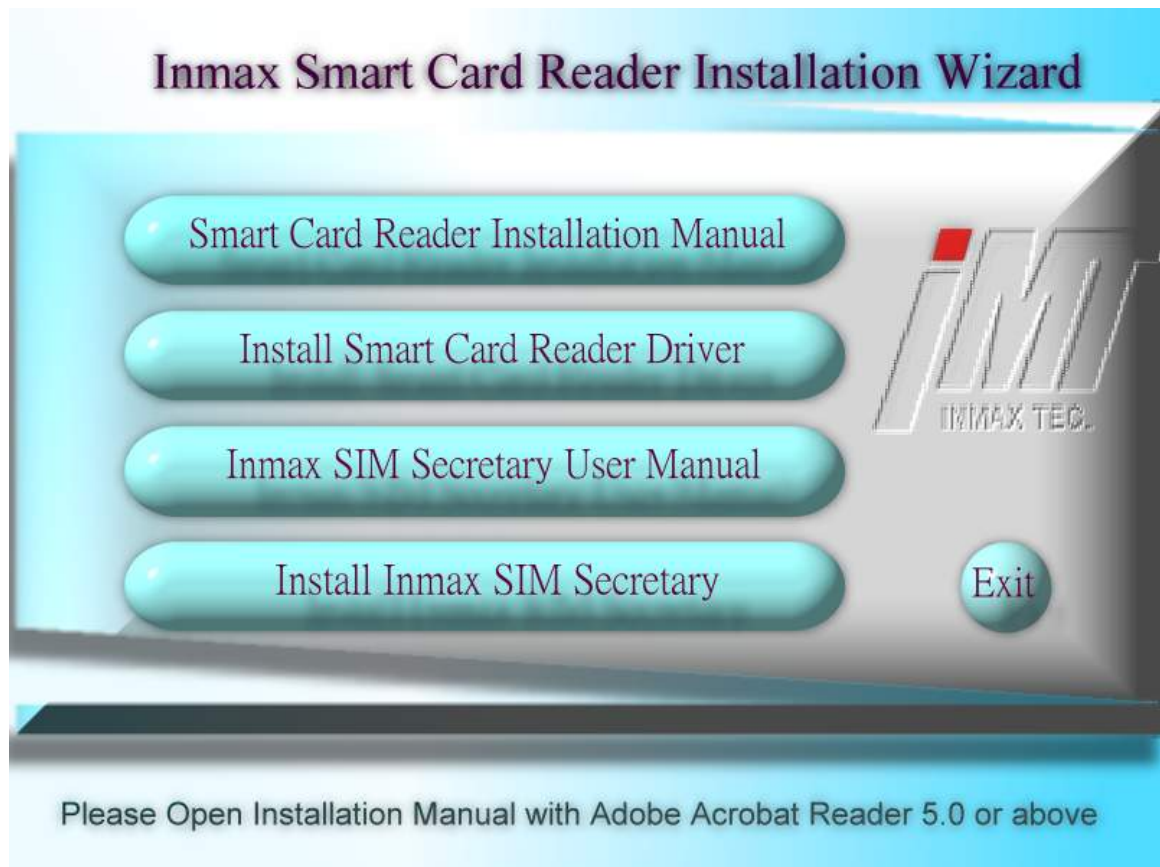 Inmax Smart Card Reader Installation Wizard
Smart Card Reader Installation Manual
Install Smart Card Reader Driver
iMT
INMAX TEC.
Inmax SIM Secretary User Manual
Install Inmax SIM Secretary
Exit
Please Open Installation Manual with Adobe Acrobat Reader 5.0 or above